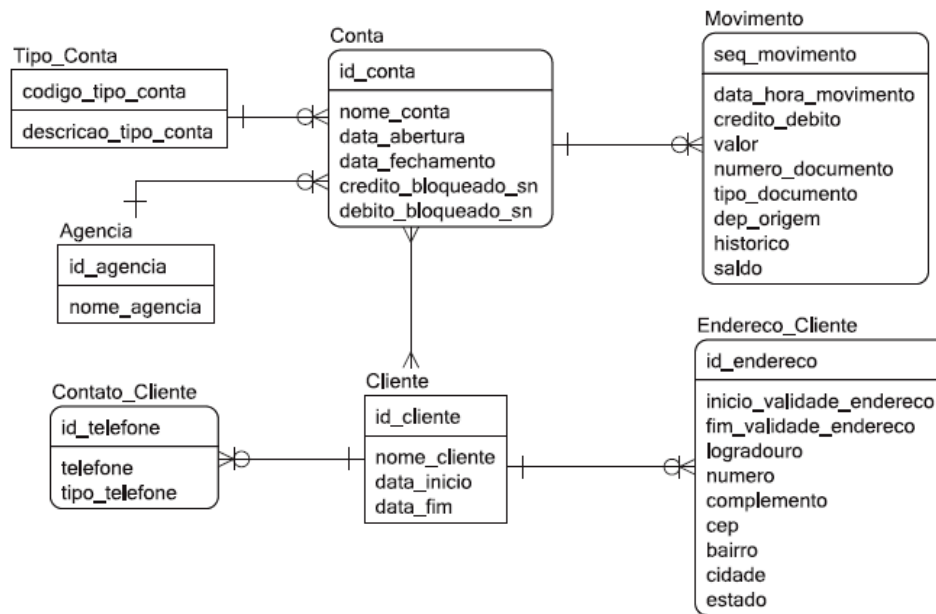 Tipo_Conta
codigo_tipo_conta
descricao_tipo_conta
Conta
id_conta
nome_conta
data_abertura
data_fechamento
credito_bloqueado_sn
debito_bloqueado_sn
Movimento
seq_movimento
data_hora_movimento
credito_debito
valor
numero_documento
tipo_documento
dep_origem
historico
saldo
Agencia
id_agencia
nome_agencia
Contato_Cliente
id_telefone
telefone
tipo_telefone
Cliente
id_cliente
nome_cliente
data_inicio
data_fim
Endereco_Cliente
id_endereco
inicio_validade_endereco
fim_validade_endereco
logradouro
numero
complemento
cep
bairro
cidade
estado